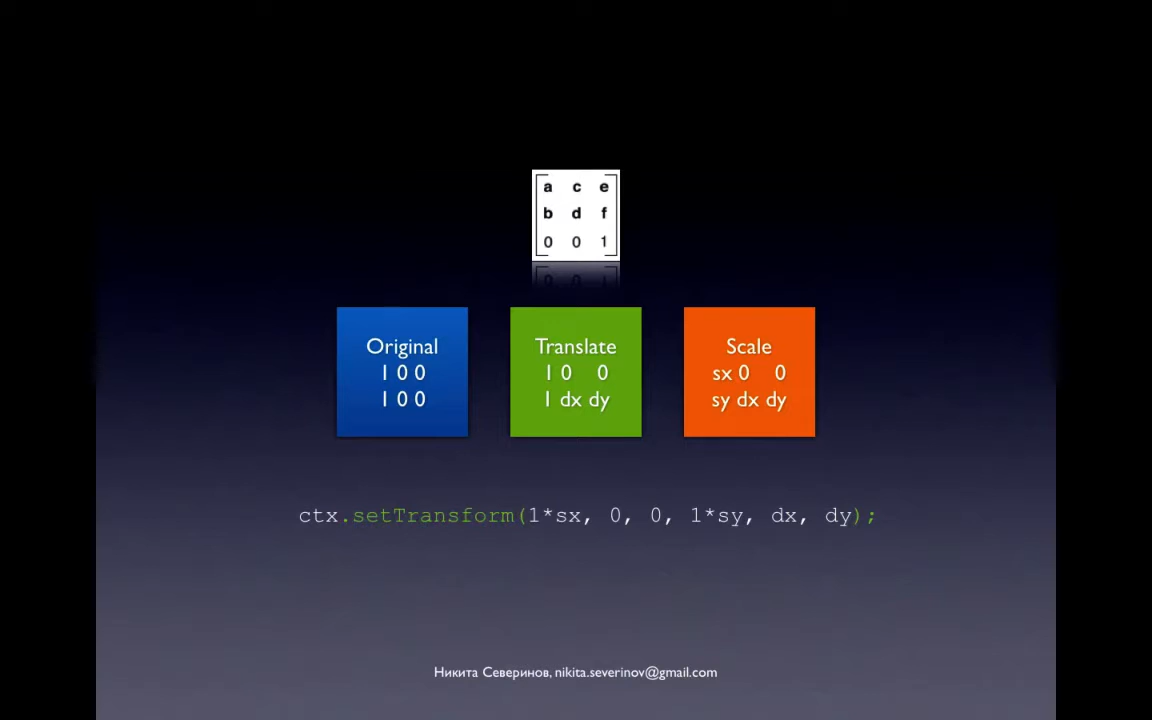 a c e
b d f
0 0 1
Original
1 0 0
1 0 0
Translate
1 0 0
1 dx dy
Scale
sx 0 0
sy dx dy
ctx.setTransform(1*sx, 0, 0, 1*sy, dx, dy);
Никита Северинов, nikita.severinov@gmail.com